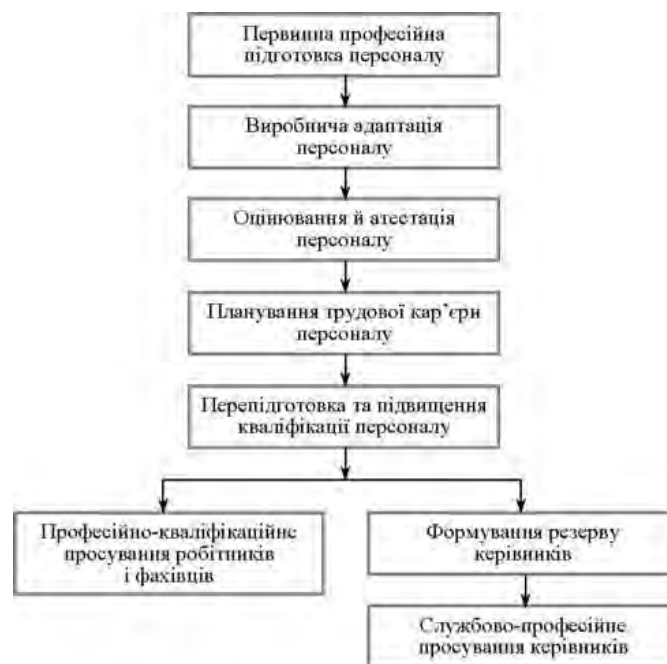 Первинна професійна
підготовка персоналу
Виробнича адаптація
персоналу
Оцінювання й атестація
персоналу
Планування трудової кар’єри
персоналу
Перепідготовка та підвищення
кваліфікації персоналу
Професійно-кваліфікаційне
просування робітників
і фахівців
Формування резерву
керівників
Службово-професійне
просування керівників